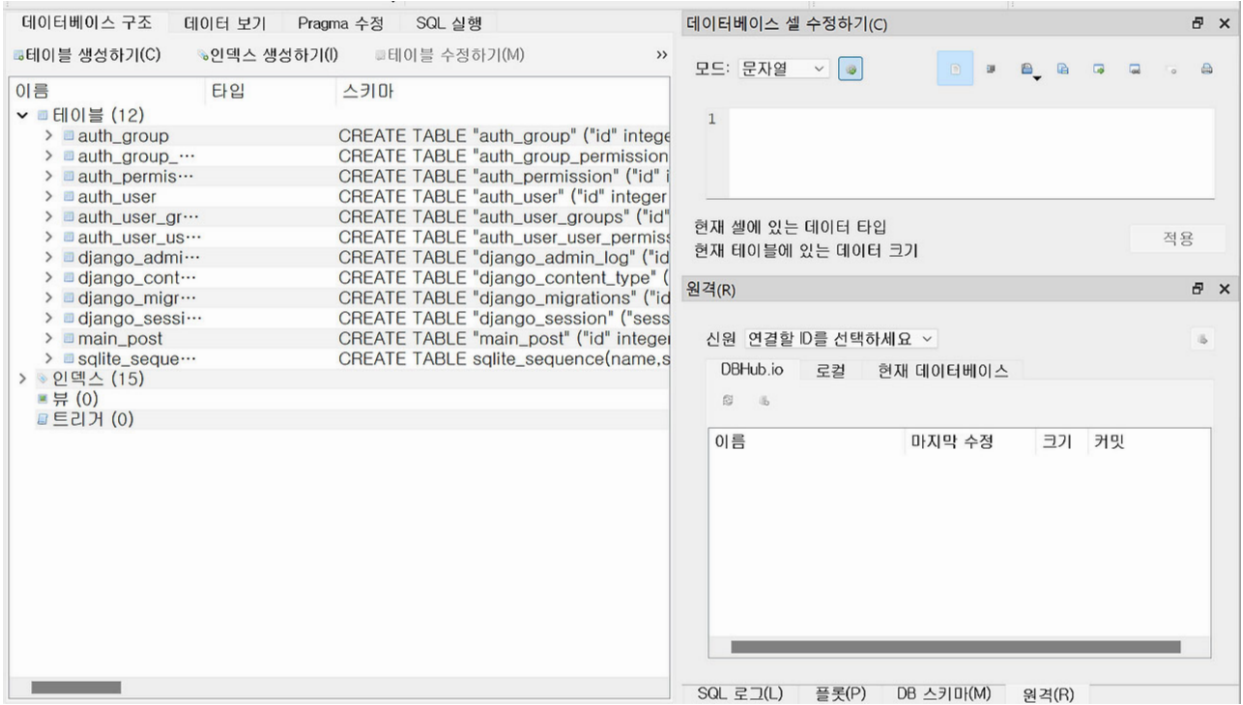 데이터베이스 구조 데이터 보기 Pragma 수정 SQL 실행
테이블 생성하기(C) 인덱스 생성하기(I) 테이블 수정하기(M) »
이름 타입 스키마
테이블 (12)
auth_group CREATE TABLE "auth_group" ("id" intege
auth_group_⋯ CREATE TABLE "auth_group_permission
auth_permis⋯ CREATE TABLE "auth_permission" ("id" i
auth_user CREATE TABLE "auth_user" ("id" integer
auth_user_gr⋯ CREATE TABLE "auth_user_groups" ("id"
auth_user_us⋯ CREATE TABLE "auth_user_user_permiss
django_admi⋯ CREATE TABLE "django_admin_log" ("id
django_cont⋯ CREATE TABLE "django_content_type" (
django_migr⋯ CREATE TABLE "django_migrations" ("id
django_sessi⋯ CREATE TABLE "django_session" ("sess
main_post CREATE TABLE "main_post" ("id" integer
sqlite_seque⋯ CREATE TABLE sqlite_sequence(name,s
인덱스 (15)
뷰 (0)
트리거 (0)
데이터베이스 셀 수정하기(C)
모드: 문자열
1
현재 셀에 있는 데이터 타입
현재 테이블에 있는 데이터 크기
적용
원격(R)
신원 연결할 ID를 선택하세요
DBHub.io 로컬 현재 데이터베이스
이름 마지막 수정 크기 커밋
SQL 로그(L) 플롯(P) DB 스키마(M) 원격(R)